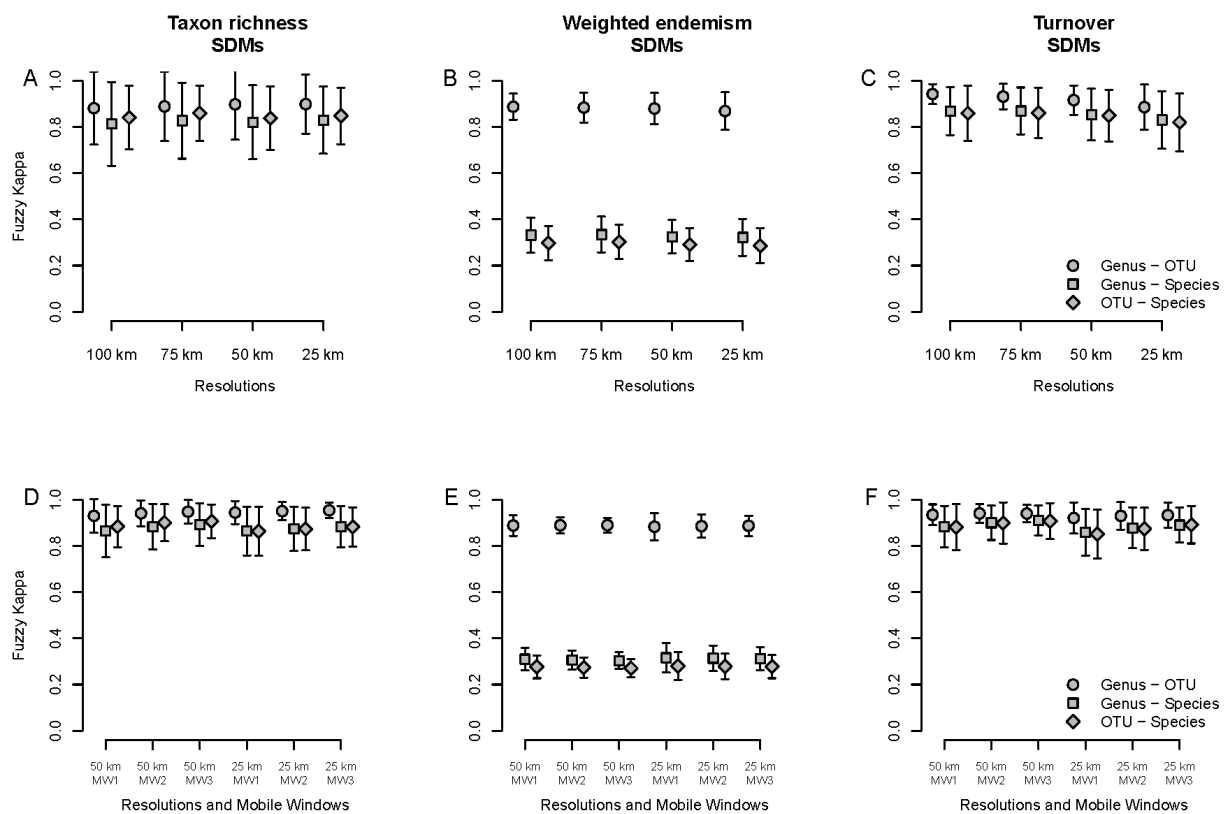 Taxon richness
SDMs
Weighted endemism
SDMs
Turnover
SDMs
A
Fuzzy Kappa
0.0 0.2 0.4 0.6 0.8 1.0
100 km 75 km 50 km 25 km
Resolutions
B
0.0 0.2 0.4 0.6 0.8 1.0
100 km 75 km 50 km 25 km
Resolutions
C
0.0 0.2 0.4 0.6 0.8 1.0
Genus – OTU
Genus – Species
OTU – Species
100 km 75 km 50 km 25 km
Resolutions
D
Fuzzy Kappa
0.0 0.2 0.4 0.6 0.8 1.0
50 km 50 km 50 km 25 km 25 km 25 km
MW1 MW2 MW3 MW1 MW2 MW3
Resolutions and Mobile Windows
E
0.0 0.2 0.4 0.6 0.8 1.0
50 km 50 km 50 km 25 km 25 km 25 km
MW1 MW2 MW3 MW1 MW2 MW3
Resolutions and Mobile Windows
F
0.0 0.2 0.4 0.6 0.8 1.0
Genus – OTU
Genus – Species
OTU – Species
50 km 50 km 50 km 25 km 25 km 25 km
MW1 MW2 MW3 MW1 MW2 MW3
Resolutions and Mobile Windows